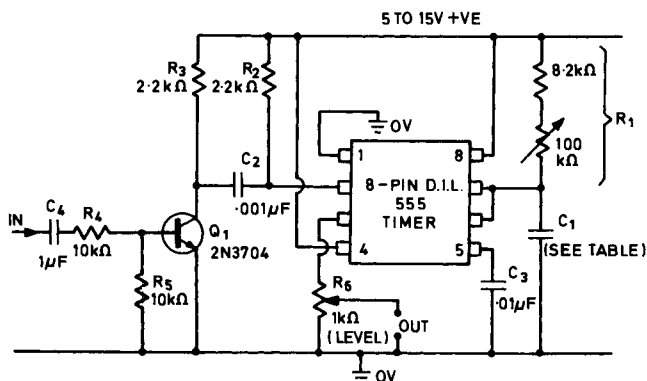 5 TO 15V +VE
R3
2·2kΩ
R2
2·2kΩ
8·2kΩ
100
kΩ
R1
0V
1
8
C2
·001µF
8-PIN D.I.L.
555
TIMER
4
5
C1
(SEE TABLE)
C3
·01µF
IN
C4
1µF
R4
10kΩ
Q1
2N3704
R5
10kΩ
R6
1kΩ
(LEVEL)
OUT
0V